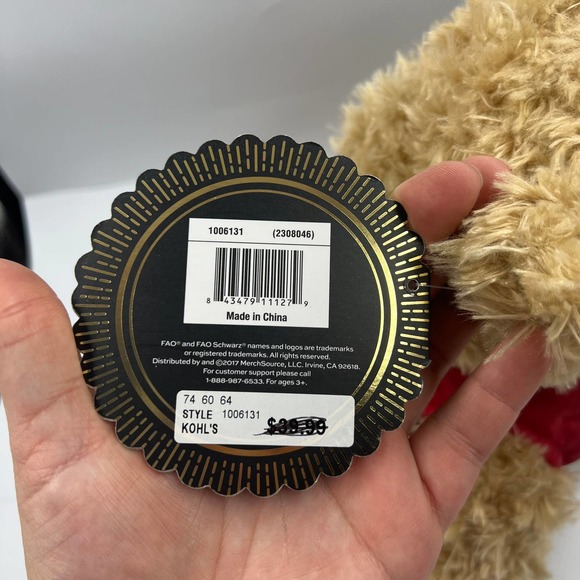 1006131 (2308046)
8 43479 11127 9
Made in China
FAO® and FAO Schwarz® names and logos are trademarks
or registered trademarks. All rights reserved.
Distributed by and ©2017 MerchSource, LLC. Irvine, CA 92618.
For customer support please call
1-888-987-6533. For ages 3+.
74 60 64
STYLE 1006131
KOHL'S $39.99